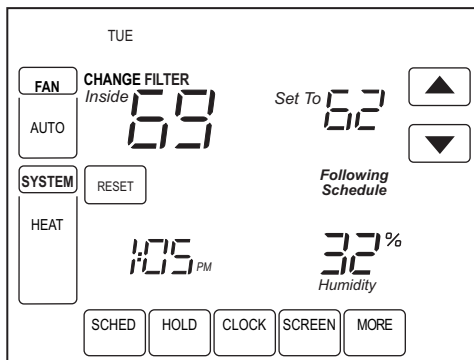 TUE
FAN
AUTO
CHANGE FILTER
Inside 69
Set To 62
SYSTEM
HEAT
RESET
Following
Schedule
1:05 PM
32%
Humidity
SCHED HOLD CLOCK SCREEN MORE